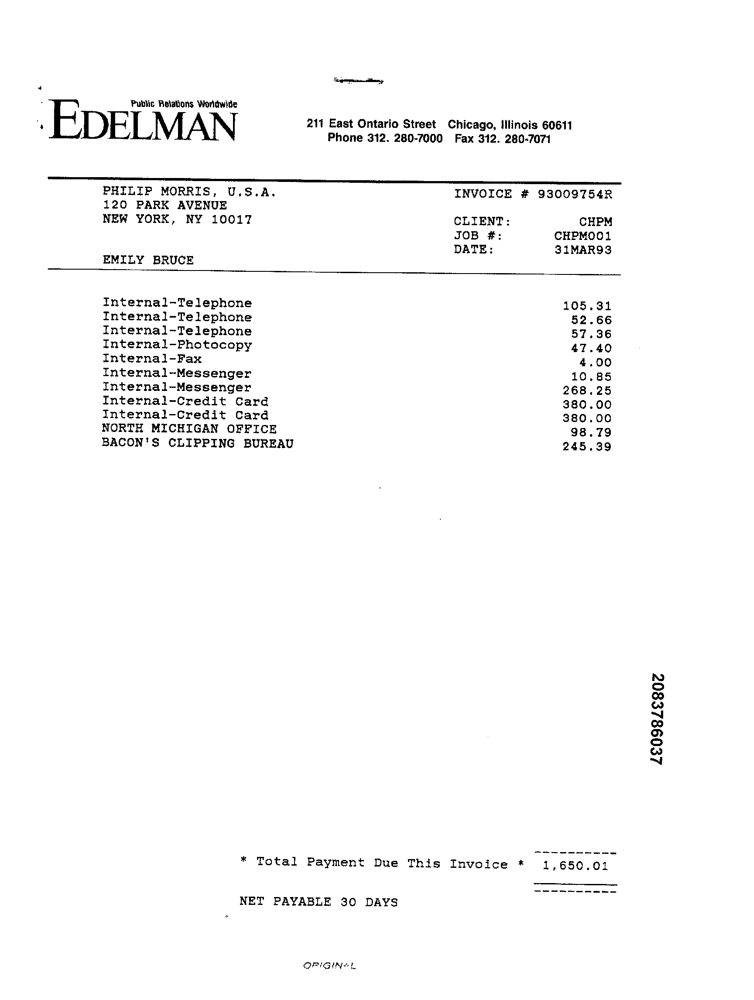 Public Relations Worldwide
EDELMAN
211 East Ontario Street Chicago, Illinois 60611
Phone 312. 280-7000 Fax 312. 280-7071
PHILIP MORRIS, U.S.A.
120 PARK AVENUE
NEW YORK, NY 10017
EMILY BRUCE
INVOICE # 93009754R
CLIENT: CHPM
JOB #: CHPM001
DATE: 31MAR93
Internal-Telephone 105.31
Internal-Telephone 52.66
Internal-Telephone 57.36
Internal-Photocopy 47.40
Internal-Fax 4.00
Internal-Messenger 10.85
Internal-Messenger 268.25
Internal-Credit Card 380.00
Internal-Credit Card 380.00
NORTH MICHIGAN OFFICE 98.79
BACON'S CLIPPING BUREAU 245.39
2083786037
* Total Payment Due This Invoice * 1,650.01
NET PAYABLE 30 DAYS
ORIGINAL